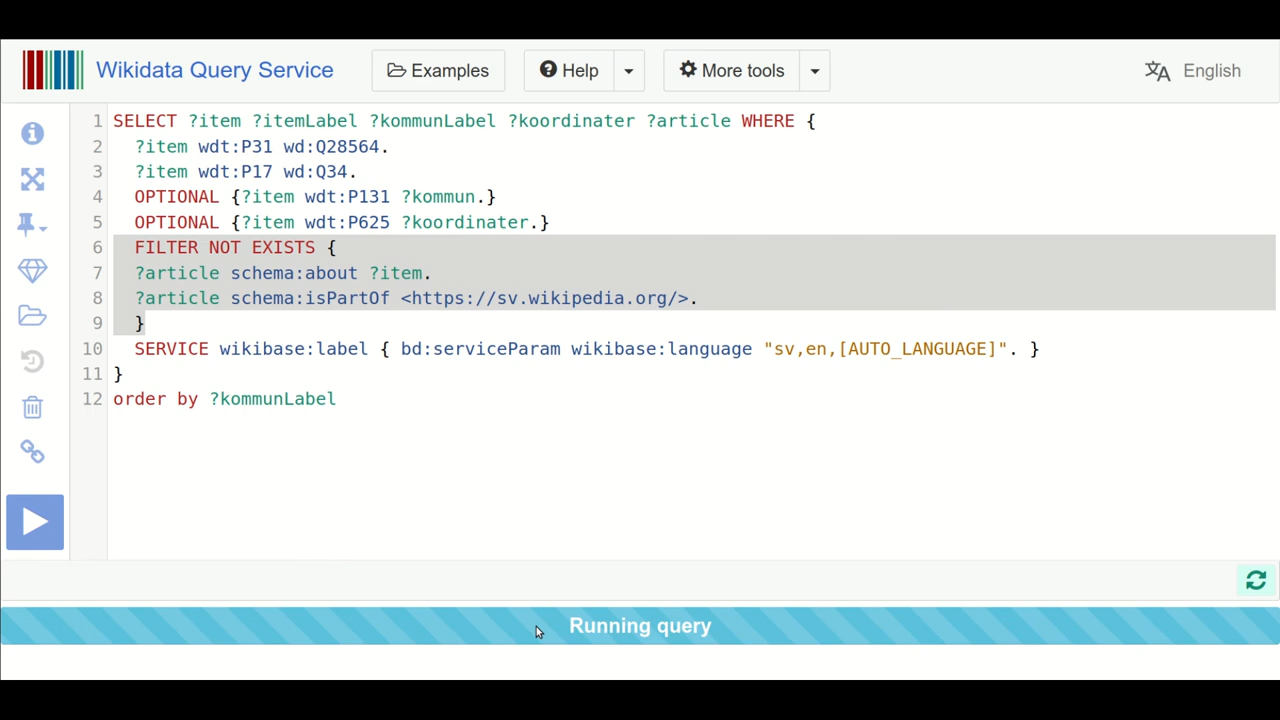 Wikidata Query Service Examples Help More tools English
1 SELECT ?item ?itemLabel ?kommunLabel ?koordinater ?article WHERE {
2 ?item wdt:P31 wd:Q28564.
3 ?item wdt:P17 wd:Q34.
4 OPTIONAL {?item wdt:P131 ?kommun.}
5 OPTIONAL {?item wdt:P625 ?koordinater.}
6 FILTER NOT EXISTS {
7 ?article schema:about ?item.
8 ?article schema:isPartOf <https://sv.wikipedia.org/>.
9 }
10 SERVICE wikibase:label { bd:serviceParam wikibase:language "sv,en,[AUTO_LANGUAGE]". }
11 }
12 order by ?kommunLabel
Running query